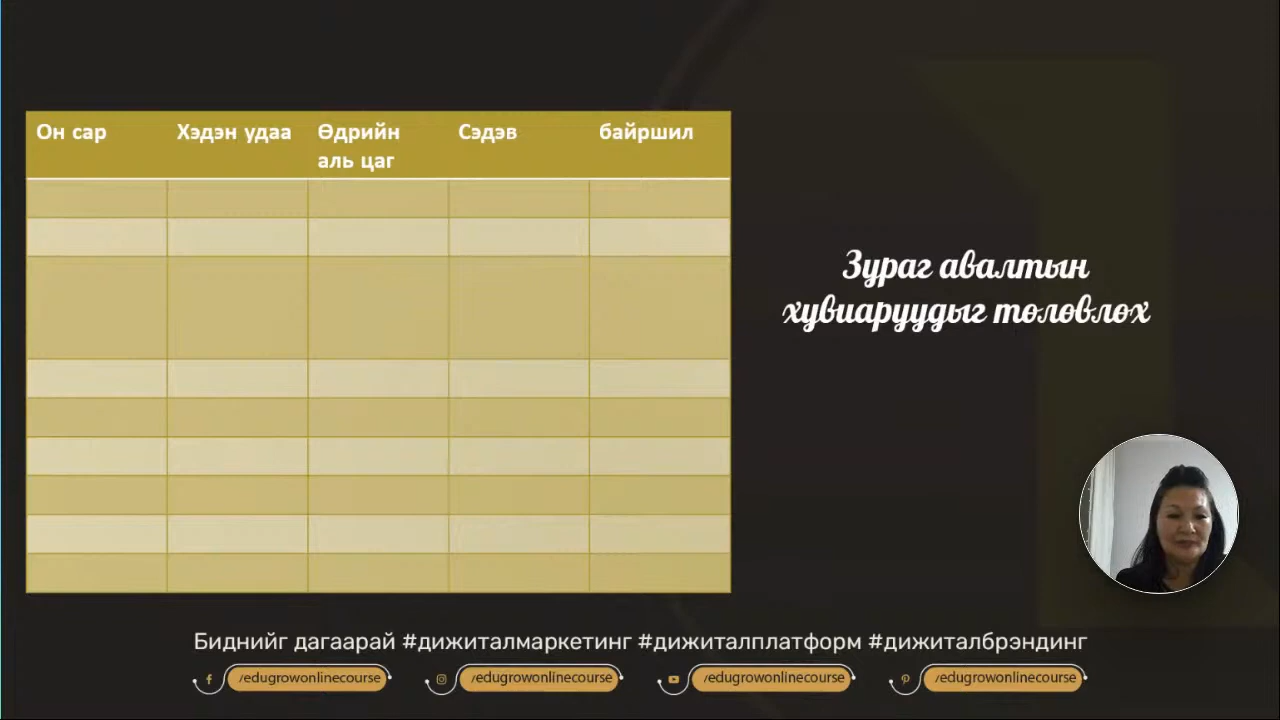 Он сар
Хэдэн удаа
Өдрийн
аль цаг
Сэдэв
байршил
Зураг авалтын
хувиаруудыг төлөвлөх
Биднийг дагаарай #дижиталмаркетинг #дижиталплатформ #дижиталбрэндинг
/edugrowonlinecourse
/edugrowonlinecourse
/edugrowonlinecourse
/edugrowonlinecourse